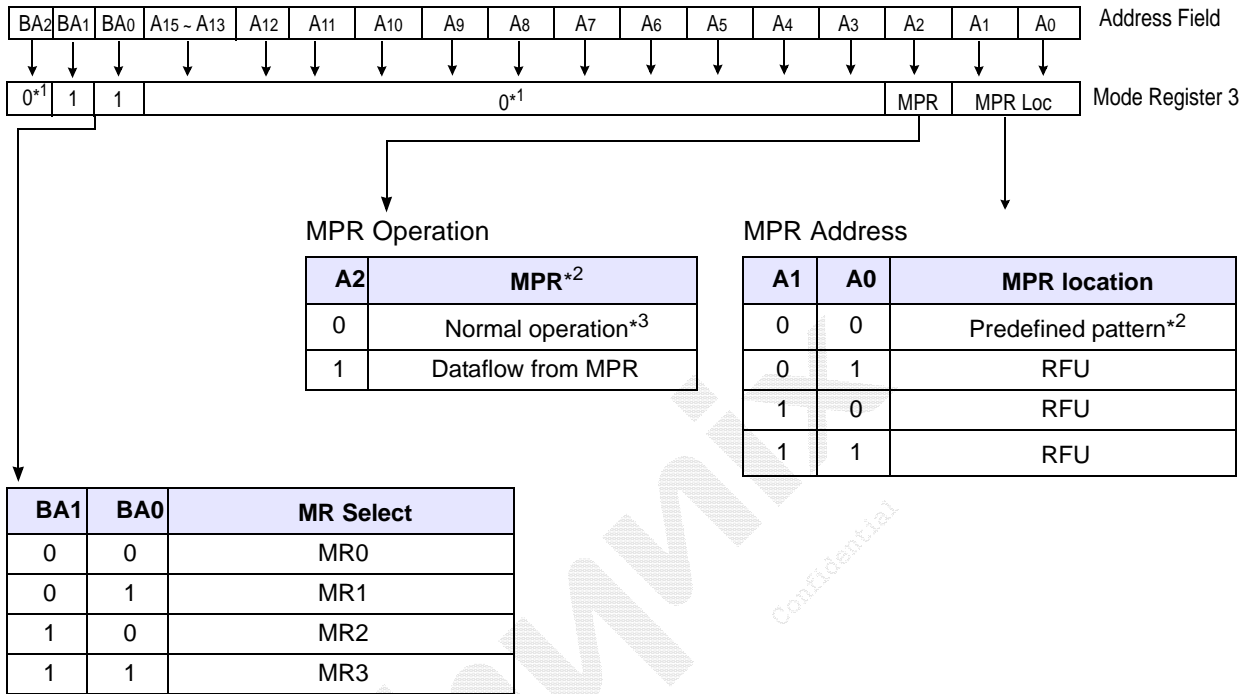 BA2 BA1 BA0 A15 ~ A13 A12 A11 A10 A9 A8 A7 A6 A5 A4 A3 A2 A1 A0 Address Field
0*1 1 1 0*1 MPR MPR Loc Mode Register 3
MPR Operation
A2 MPR*2
0 Normal operation*3
1 Dataflow from MPR
MPR Address
A1 A0 MPR location
0 0 Predefined pattern*2
0 1 RFU
1 0 RFU
1 1 RFU
BA1 BA0 MR Select
0 0 MR0
0 1 MR1
1 0 MR2
1 1 MR3
Confidential